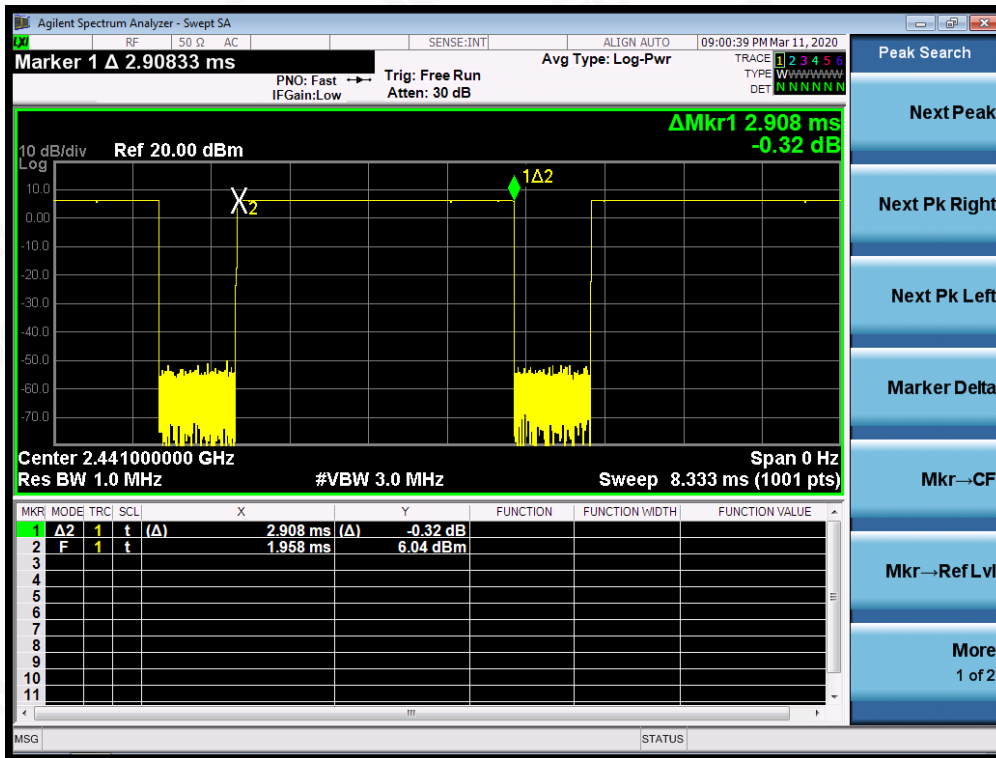 Agilent Spectrum Analyzer - Swept SA
LXI RF 50 Ω AC SENSE:INT ALIGN AUTO 09:00:39 PM Mar 11, 2020
Marker 1 Δ 2.90833 ms
PNO: Fast
IFGain:Low
Trig: Free Run
Atten: 30 dB
Avg Type: Log-Pwr
TRACE 1 2 3 4 5 6
TYPE WWWWWWW
DET N N N N N N
ΔMkr1 2.908 ms
-0.32 dB
10 dB/div Ref 20.00 dBm
Log
10.0
0.00
-10.0
-20.0
-30.0
-40.0
-50.0
-60.0
-70.0
X2
1Δ2
Center 2.441000000 GHz Span 0 Hz
Res BW 1.0 MHz #VBW 3.0 MHz Sweep 8.333 ms (1001 pts)
MKR MODE TRC SCL X Y FUNCTION FUNCTION WIDTH FUNCTION VALUE
1 Δ2 1 t (Δ) 2.908 ms (Δ) -0.32 dB
2 F 1 t 1.958 ms 6.04 dBm
3
4
5
6
7
8
9
10
11
MSG STATUS
Peak Search
Next Peak
Next Pk Right
Next Pk Left
Marker Delta
Mkr→CF
Mkr→Ref Lvl
More
1 of 2